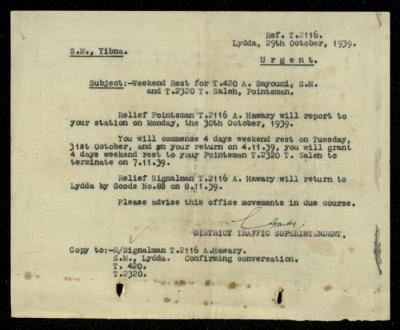 Ref. T.2116.
Lydda, 29th October, 1939.
S.M., Yibna.
Urgent.
Subject:-Weekend Rest for T.420 A. Bayoumi, S.M.
and T.2320 T. Saleh, Pointsman.
Relief Pointsman T.2116 A. Hawary will report to
your station on Monday, the 30th October, 1939.
You will commence 4 days weekend rest on Tuesday,
31st October, and on your return on 4.11.39, you will grant
4 days weekend rest to your Pointsman T.2320 T. Saleh to
terminate on 7.11.39.
Relief Signalman T.2116 A. Hawary will return to
Lydda by Goods No.88 on 8.11.39.
Please advise this office movements in due course.
DISTRICT TRAFFIC SUPERINTENDENT.
Copy to:-R/Signalman T.2116 A.Hawary.
S.M., Lydda. Confirming conversation.
T. 420.
T.2320.